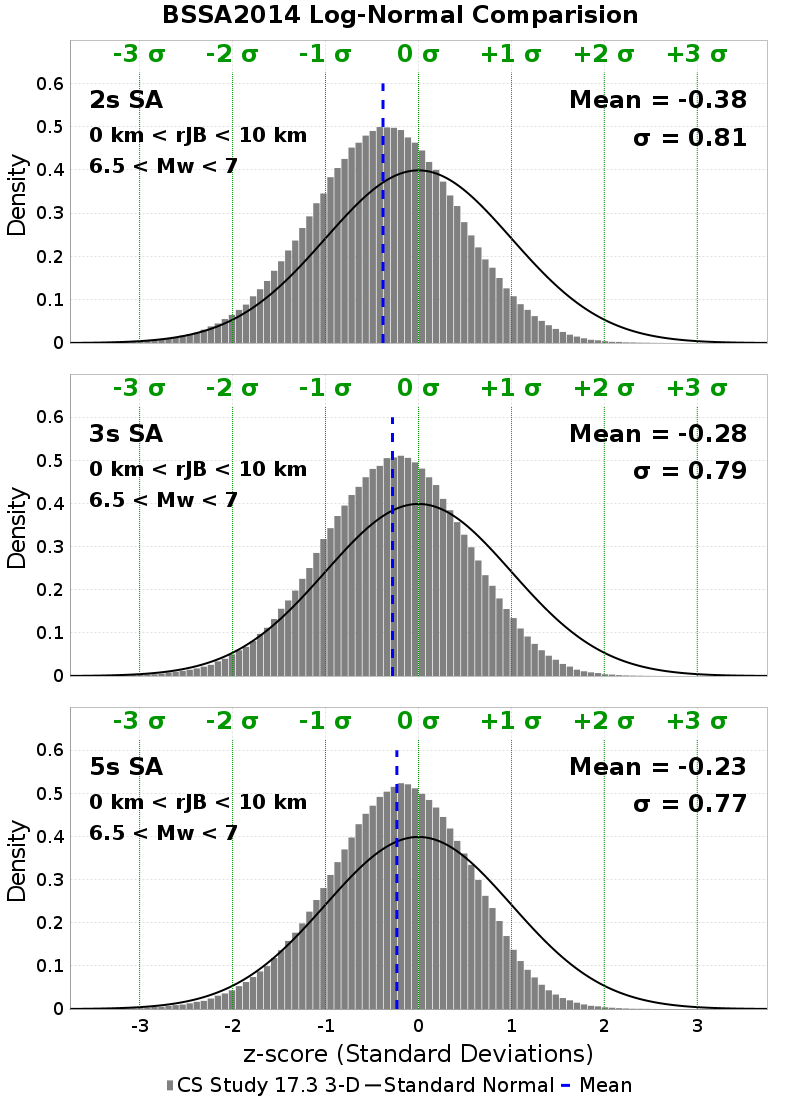 BSSA2014 Log-Normal Comparision
-3 σ -2 σ -1 σ 0 σ +1 σ +2 σ +3 σ
0.6
2s SA
Mean = -0.38
0.5
0 km < rJB < 10 km
σ = 0.81
6.5 < Mw < 7
0.4
0.3
0.2
0.1
0
Density
-3 σ -2 σ -1 σ 0 σ +1 σ +2 σ +3 σ
0.6
3s SA
Mean = -0.28
0.5
0 km < rJB < 10 km
σ = 0.79
6.5 < Mw < 7
0.4
0.3
0.2
0.1
0
Density
-3 σ -2 σ -1 σ 0 σ +1 σ +2 σ +3 σ
0.6
5s SA
Mean = -0.23
0.5
0 km < rJB < 10 km
σ = 0.77
6.5 < Mw < 7
0.4
0.3
0.2
0.1
0
Density
-3 -2 -1 0 1 2 3
z-score (Standard Deviations)
CS Study 17.3 3-D Standard Normal Mean